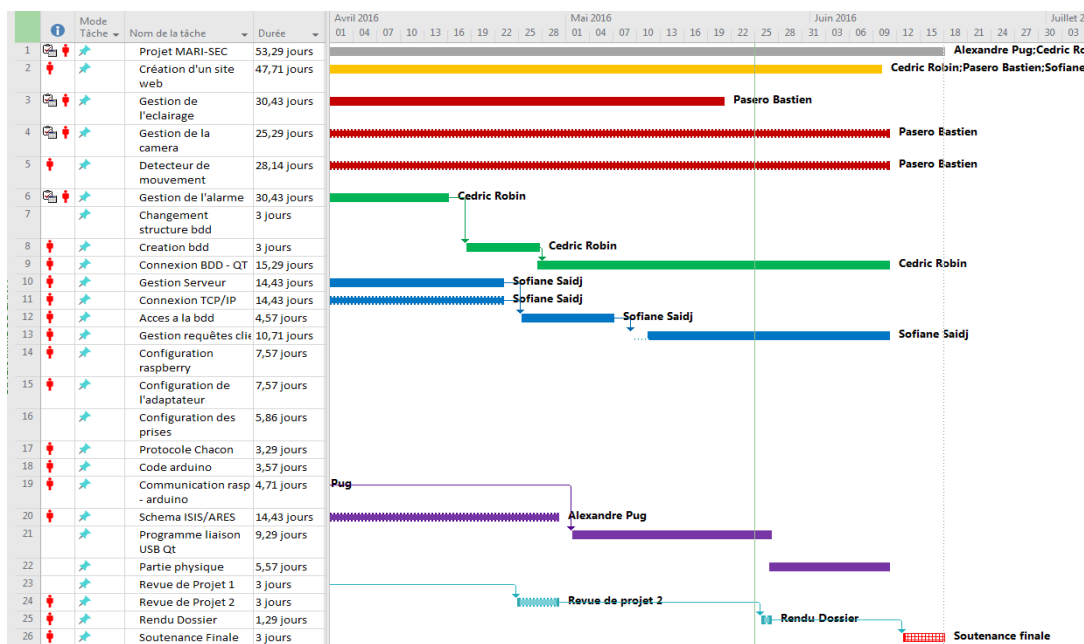 Avril 2016 Mai 2016 Juin 2016 Juillet 2
Mode Tâche Nom de la tâche Durée 01 04 07 10 13 16 19 22 25 28 01 04 07 10 13 16 19 22 25 28 31 03 06 09 12 15 18 21 24 27 30 03
1 Projet MARI-SEC 53,29 jours Alexandre Pug;Cedric Ro
2 Création d'un site web 47,71 jours Cedric Robin;Pasero Bastien;Sofiane
3 Gestion de l'eclairage 30,43 jours Pasero Bastien
4 Gestion de la camera 25,29 jours Pasero Bastien
5 Detecteur de mouvement 28,14 jours Pasero Bastien
6 Gestion de l'alarme 30,43 jours Cedric Robin
7 Changement structure bdd 3 jours
8 Creation bdd 3 jours Cedric Robin
9 Connexion BDD - QT 15,29 jours Cedric Robin
10 Gestion Serveur 14,43 jours Sofiane Saidj
11 Connexion TCP/IP 14,43 jours Sofiane Saidj
12 Acces a la bdd 4,57 jours Sofiane Saidj
13 Gestion requêtes clie 10,71 jours Sofiane Saidj
14 Configuration raspberry 7,57 jours
15 Configuration de l'adaptateur 7,57 jours
16 Configuration des prises 5,86 jours
17 Protocole Chacon 3,29 jours
18 Code arduino 3,57 jours
19 Communication rasp - arduino 4,71 jours Pug
20 Schema ISIS/ARES 14,43 jours Alexandre Pug
21 Programme liaison USB Qt 9,29 jours
22 Partie physique 5,57 jours
23 Revue de Projet 1 3 jours
24 Revue de Projet 2 3 jours Revue de projet 2
25 Rendu Dossier 1,29 jours Rendu Dossier
26 Soutenance Finale 3 jours Soutenance finale